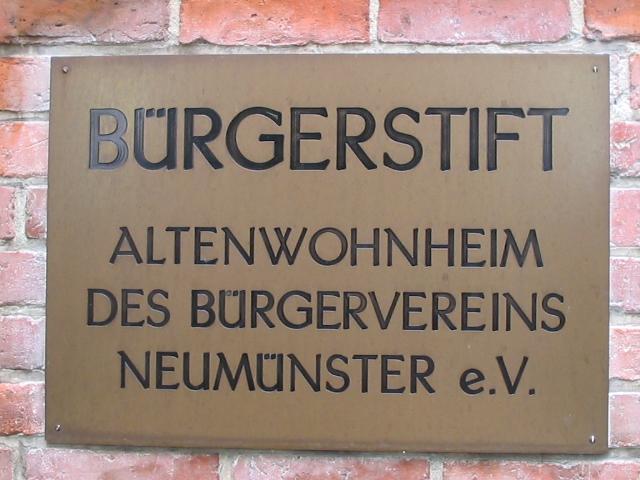 BÜRGERSTIFT
ALTENWOHNHEIM
DES BÜRGERVEREINS
NEUMÜNSTER e.V.